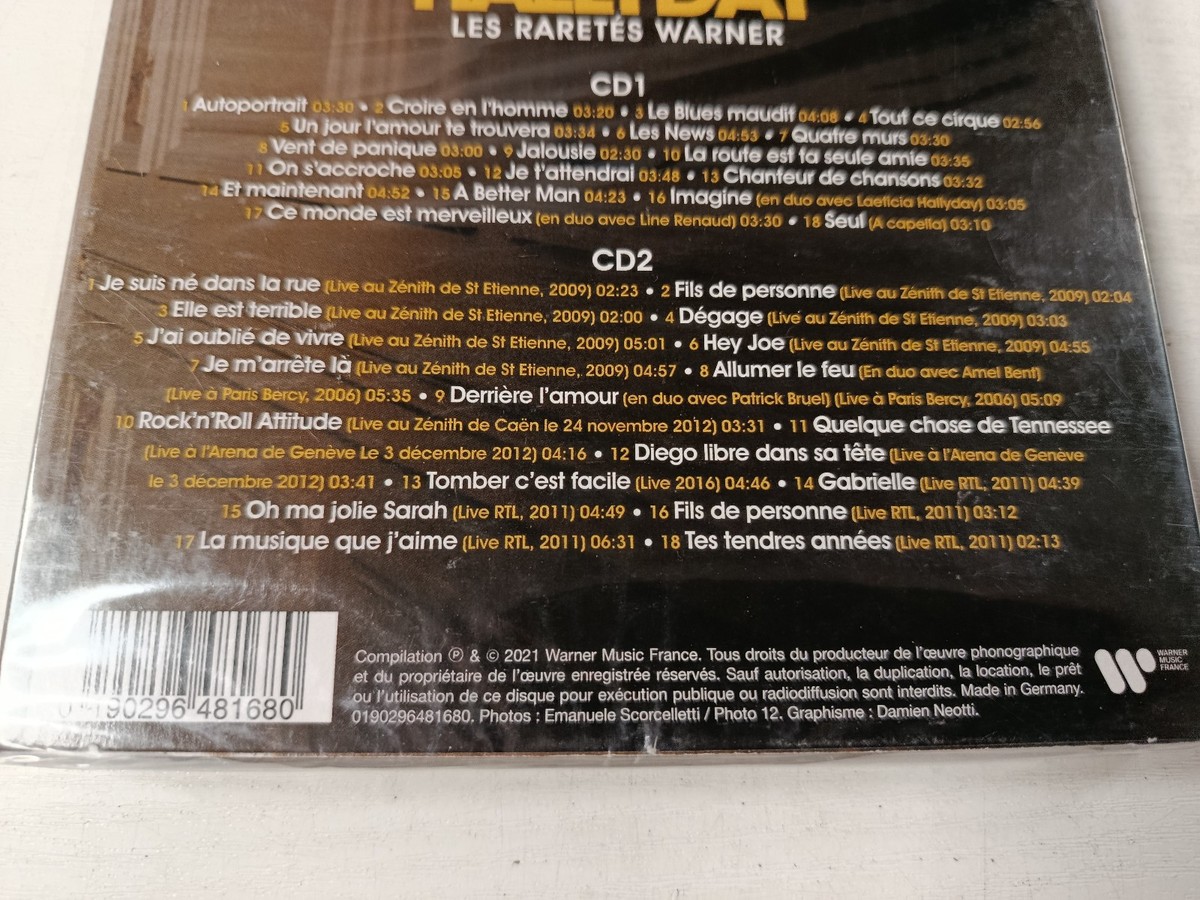 HALLYDAY
LES RARETÉS WARNER
CD1
1 Autoportrait 03:30 • 2 Croire en l'homme 03:20 • 3 Le Blues maudit 04:08 • 4 Tout ce cirque 02:56
5 Un jour l'amour te trouvera 03:34 • 6 Les News 04:53 • 7 Quatre murs 03:30
8 Vent de panique 03:00 • 9 Jalousie 02:30 • 10 La route est ta seule amie 03:35
11 On s'accroche 03:05 • 12 Je t'attendrai 03:48 • 13 Chanteur de chansons 03:32
14 Et maintenant 04:52 • 15 A Better Man 04:23 • 16 Imagine (en duo avec Laeticia Hallyday) 03:05
17 Ce monde est merveilleux (en duo avec Line Renaud) 03:30 • 18 Seul (A capella) 03:10
CD2
1 Je suis né dans la rue (Live au Zénith de St Etienne, 2009) 02:23 • 2 Fils de personne (Live au Zénith de St Etienne, 2009) 02:04
3 Elle est terrible (Live au Zénith de St Etienne, 2009) 02:00 • 4 Dégage (Live au Zénith de St Etienne, 2009) 03:03
5 J'ai oublié de vivre (Live au Zénith de St Etienne, 2009) 05:01 • 6 Hey Joe (Live au Zénith de St Etienne, 2009) 04:55
7 Je m'arrête là (Live au Zénith de St Etienne, 2009) 04:57 • 8 Allumer le feu (En duo avec Amel Bent)
(Live à Paris Bercy, 2006) 05:35 • 9 Derrière l'amour (en duo avec Patrick Bruel) (Live à Paris Bercy, 2006) 05:09
10 Rock'n'Roll Attitude (Live au Zénith de Caën le 24 novembre 2012) 03:31 • 11 Quelque chose de Tennessee
(Live à l'Arena de Genève Le 3 décembre 2012) 04:16 • 12 Diego libre dans sa tête (Live à l'Arena de Genève
le 3 décembre 2012) 03:41 • 13 Tomber c'est facile (Live 2016) 04:46 • 14 Gabrielle (Live RTL, 2011) 04:39
15 Oh ma jolie Sarah (Live RTL, 2011) 04:49 • 16 Fils de personne (Live RTL, 2011) 03:12
17 La musique que j'aime (Live RTL, 2011) 06:31 • 18 Tes tendres années (Live RTL, 2011) 02:13
Compilation ℗ & © 2021 Warner Music France. Tous droits du producteur de l'œuvre phonographique
et du propriétaire de l'œuvre enregistrée réservés. Sauf autorisation, la duplication, la location, le prêt
ou l'utilisation de ce disque pour exécution publique ou radiodiffusion sont interdits. Made in Germany.
0190296481680. Photos : Emanuele Scorcelletti / Photo 12. Graphisme : Damien Neotti.
WARNER
MUSIC
FRANCE
0 190296 481680